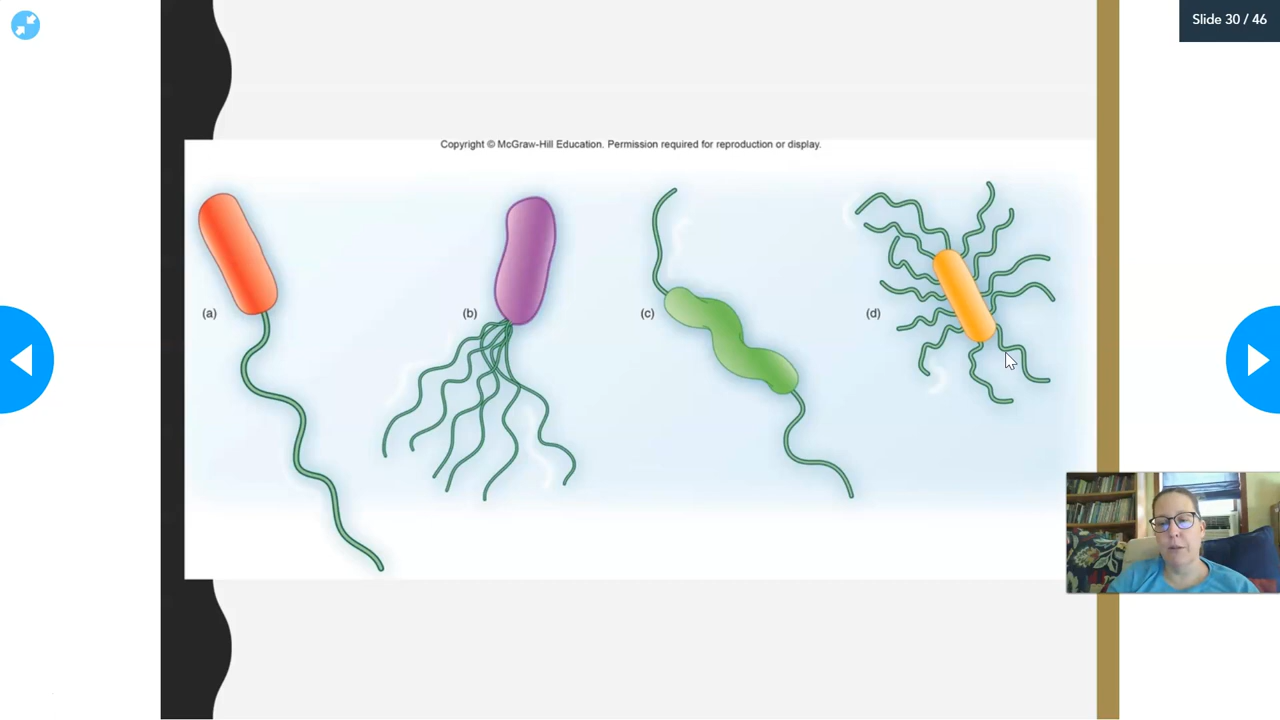 Slide 30 / 46
Copyright © McGraw-Hill Education. Permission required for reproduction or display.
(a)
(b)
(c)
(d)